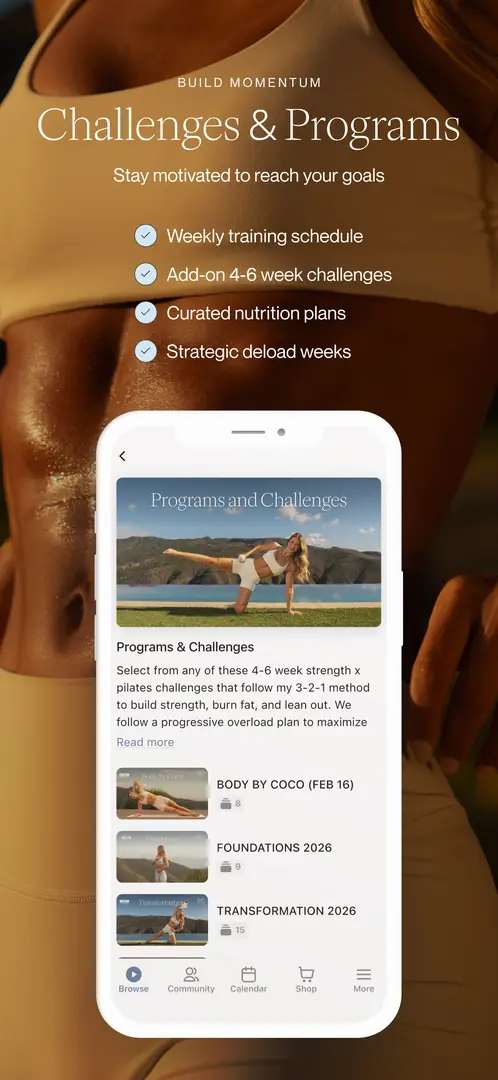 BUILD MOMENTUM
Challenges & Programs
Stay motivated to reach your goals
Weekly training schedule
Add-on 4-6 week challenges
Curated nutrition plans
Strategic deload weeks
Programs and Challenges
Programs & Challenges
Select from any of these 4-6 week strength x
pilates challenges that follow my 3-2-1 method
to build strength, burn fat, and lean out. We
follow a progressive overload plan to maximize
Read more
Body by Coco
BODY BY COCO (FEB 16)
8
FOUNDATIONS 2026
9
Transformation
TRANSFORMATION 2026
15
Browse
Community
Calendar
Shop
More